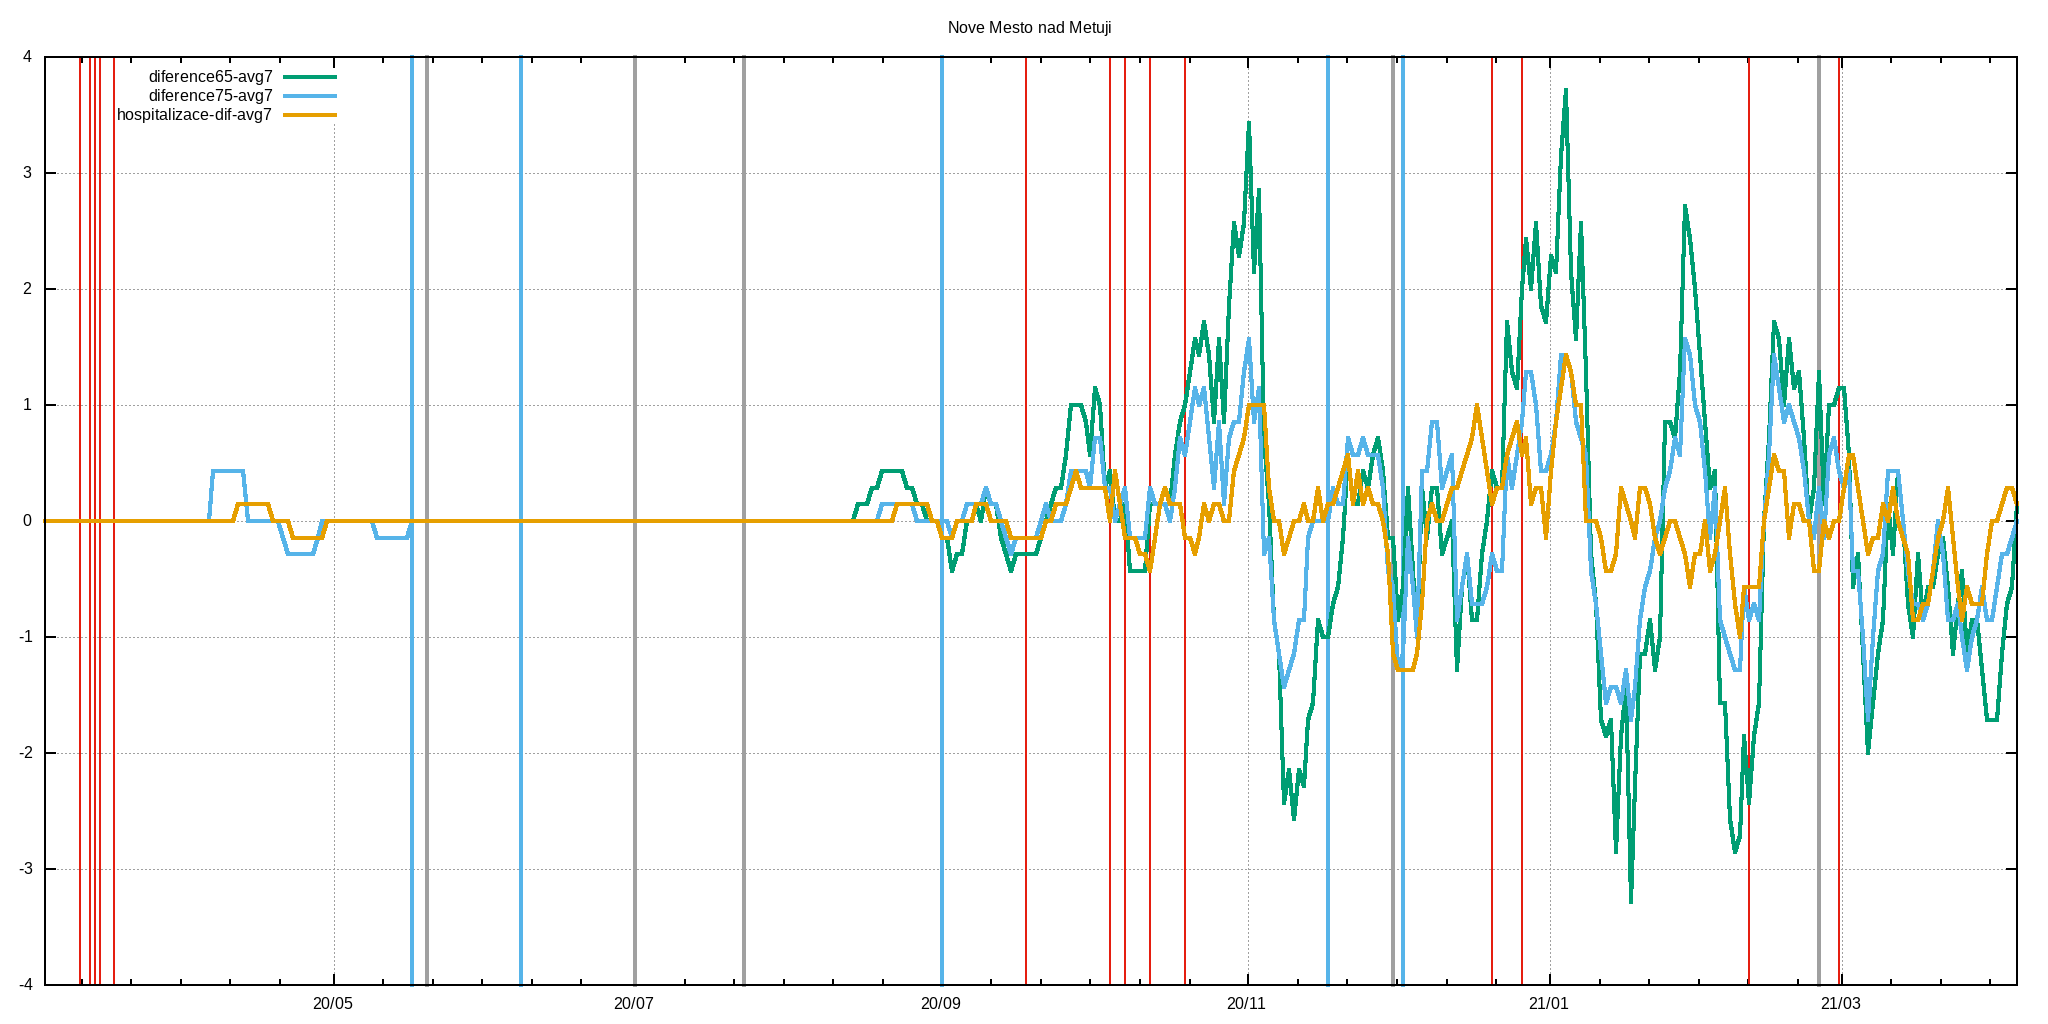 Nove Mesto nad Metuji
4
diference65-avg7
diference75-avg7
hospitalizace-dif-avg7
3
2
1
0
-1
-2
-3
-4
20/05 20/07 20/09 20/11 21/01 21/03